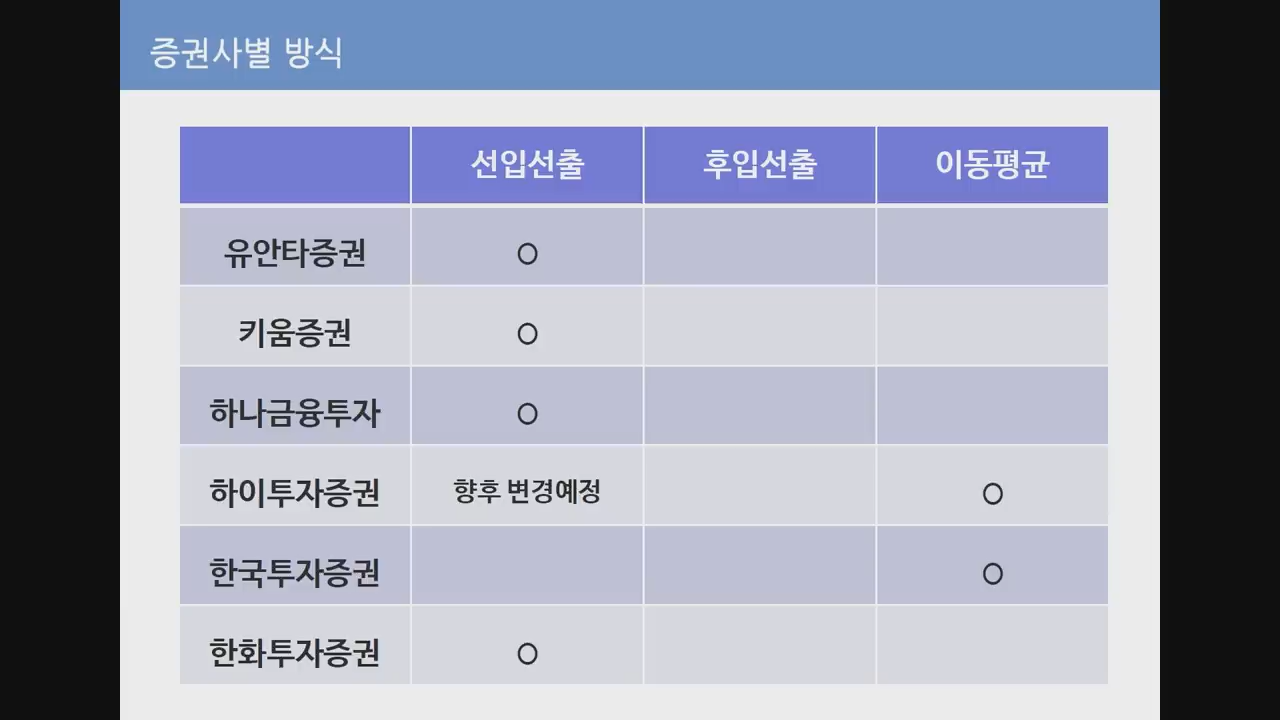 증권사별 방식
선입선출 후입선출 이동평균
유안타증권 O
키움증권 O
하나금융투자 O
하이투자증권 향후 변경예정 O
한국투자증권 O
한화투자증권 O